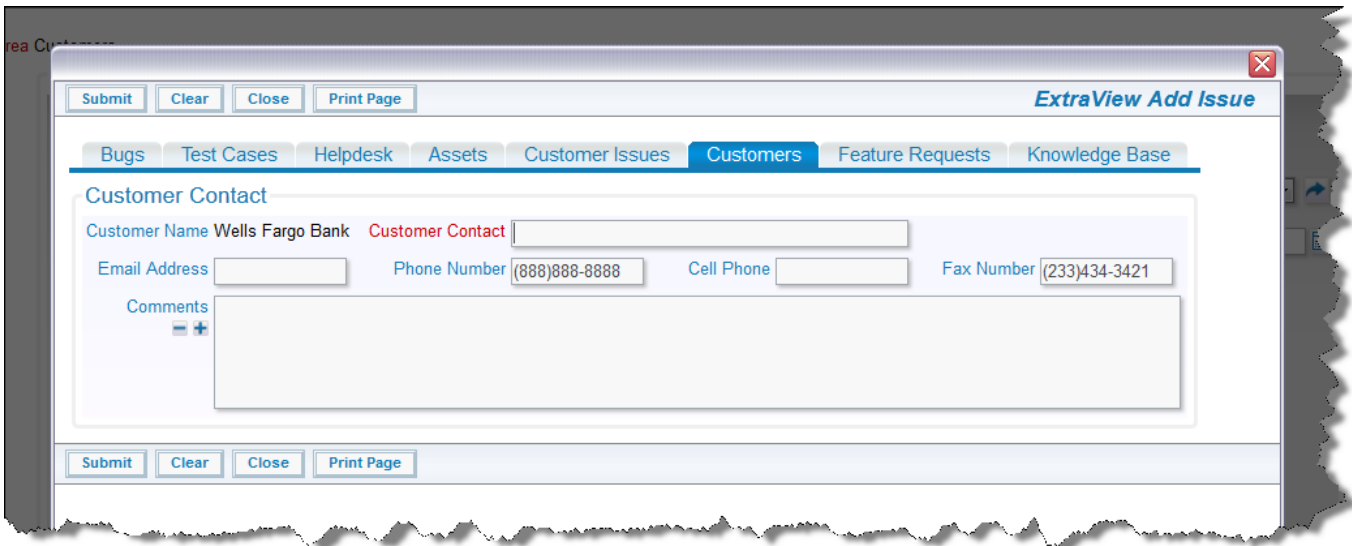 rea Customers
Submit Clear Close Print Page ExtraView Add Issue
Bugs Test Cases Helpdesk Assets Customer Issues Customers Feature Requests Knowledge Base
Customer Contact
Customer Name Wells Fargo Bank Customer Contact
Email Address Phone Number (888)888-8888 Cell Phone Fax Number (233)434-3421
Comments
Submit Clear Close Print Page